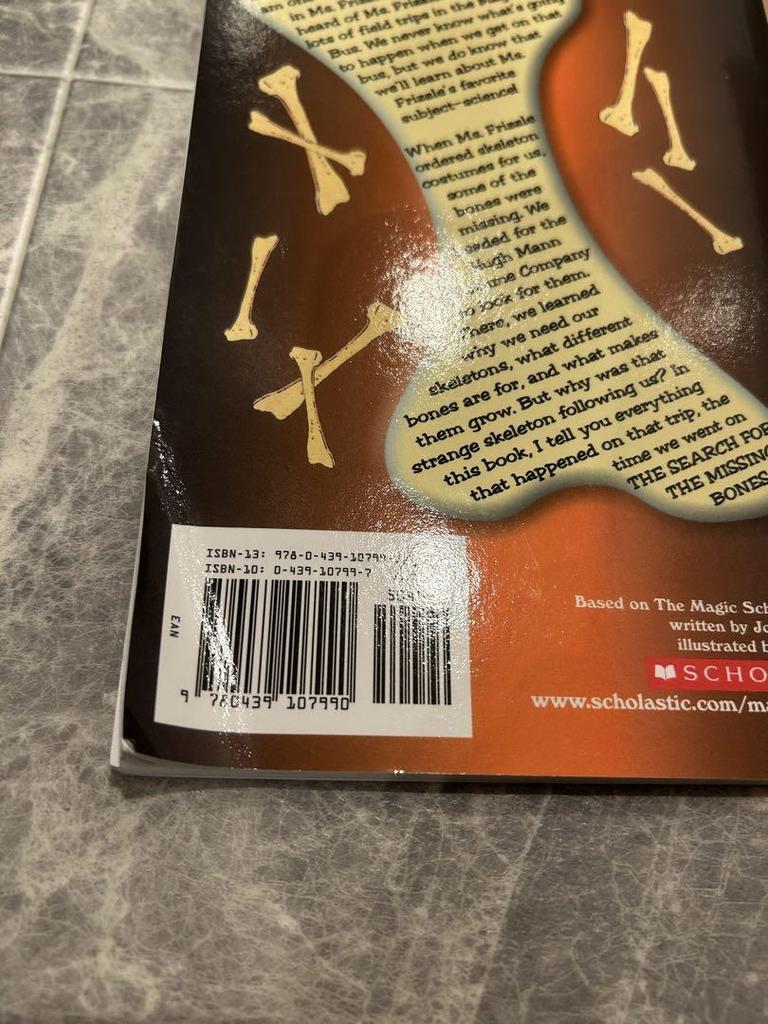 in Ms. Friz
heard of Ms. Friz
lots of field trips in the
Bus. We never know what's going
to happen when we get on that
bus, but we do know that
we'll learn about Ms.
Frizzle's favorite
subject—science!
When Ms. Frizzle
ordered skeleton
costumes for us,
some of the
bones were
missing. We
eaded for the
ugh Mann
ume Company
to look for them.
There, we learned
why we need our
skeletons, what different
bones are for, and what makes
them grow. But why was that
strange skeleton following us? In
this book, I tell you everything
that happened on that trip, the
time we went on
THE SEARCH FOR
THE MISSING
BONES
ISBN-13: 978-0-439-10799-
ISBN-10: 0-439-10799-7
EAN
9 780439 107990
Based on The Magic Sch
written by Jo
illustrated b
SCHO
www.scholastic.com/ma